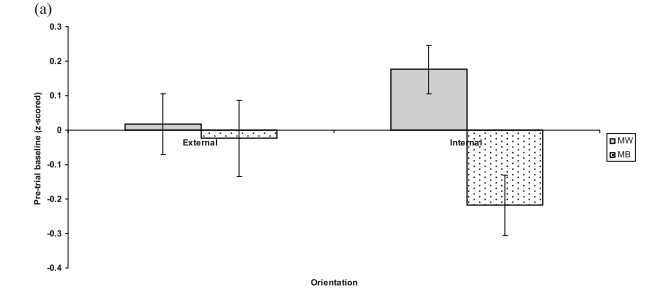 (a)
0.3
0.2
0.1
0
-0.1
-0.2
-0.3
-0.4
Pre-trial baseline (z-scored)
External
Internal
MW
MB
Orientation